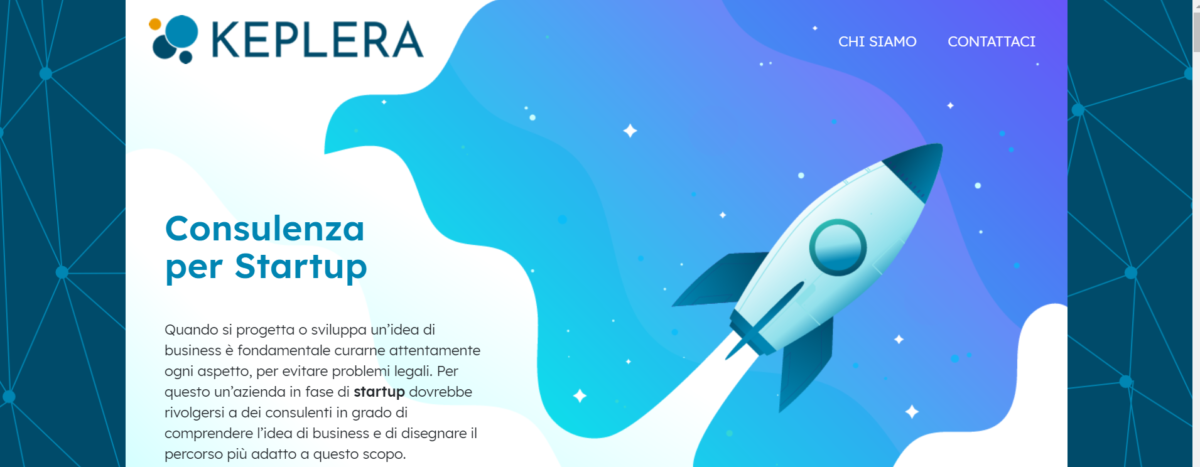 KEPLERA
CHI SIAMO
CONTATTACI
Consulenza
per Startup
Quando si progetta o sviluppa un'idea di
business è fondamentale curarne attentamente
ogni aspetto, per evitare problemi legali. Per
questo un'azienda in fase di startup dovrebbe
rivolgersi a dei consulenti in grado di
comprendere l'idea di business e di disegnare il
percorso più adatto a questo scopo.